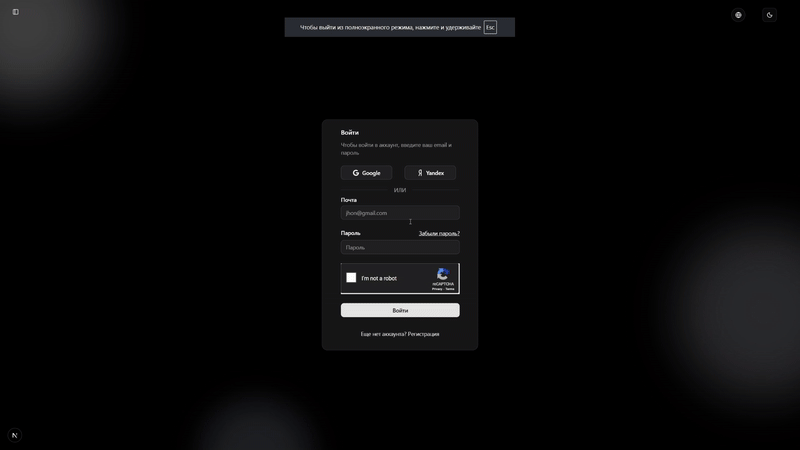 Чтобы выйти из полноэкранного режима, нажмите и удерживайте Esc
Войти
Чтобы войти в аккаунт, введите ваш email и
пароль
Google
Yandex
ИЛИ
Почта
jhon@gmail.com
Пароль
Забыли пароль?
Пароль
I'm not a robot
reCAPTCHA
Privacy - Terms
Войти
Еще нет аккаунта? Регистрация
N